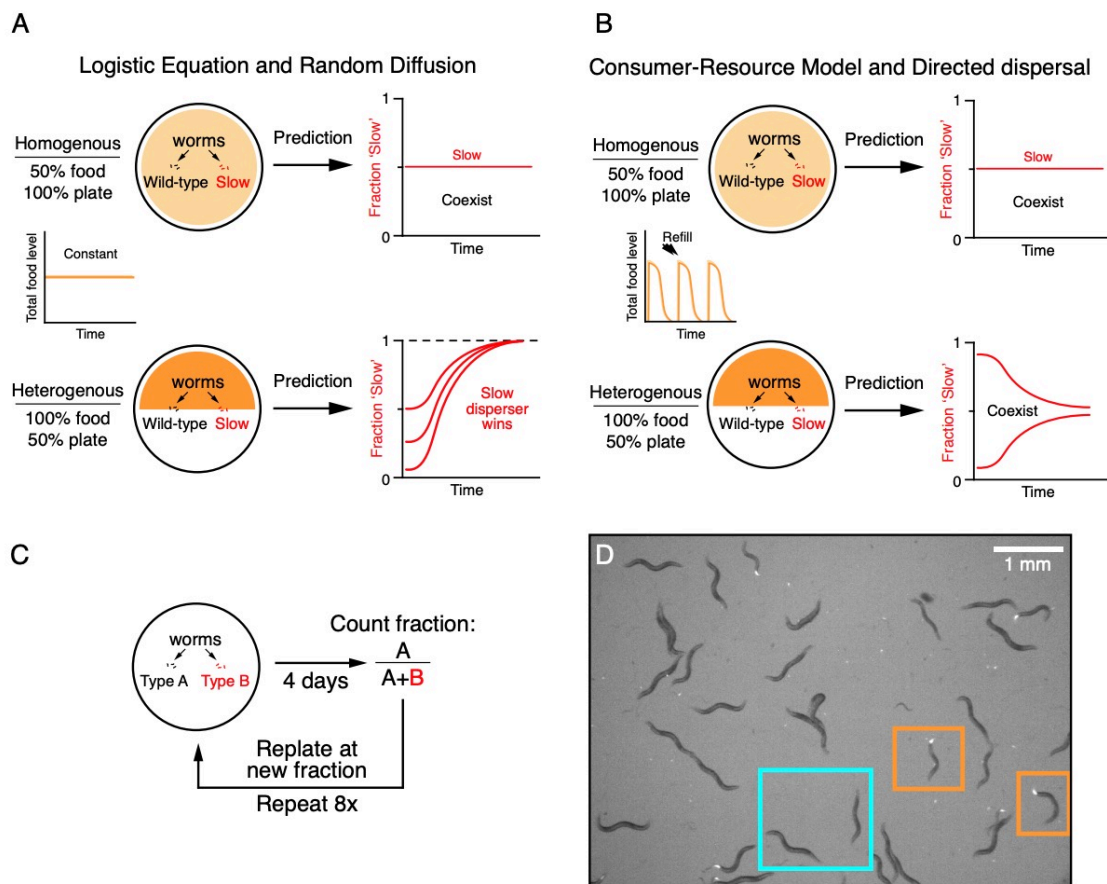 A
Logistic Equation and Random Diffusion
Homogenous
50% food
100% plate
worms
Wild-type Slow
Prediction
1
0
Fraction 'Slow'
Slow
Coexist
Time
Total food level
Constant
Time
Heterogenous
100% food
50% plate
worms
Wild-type Slow
Prediction
1
0
Fraction 'Slow'
Slow
disperser
wins
Time
B
Consumer-Resource Model and Directed dispersal
Homogenous
50% food
100% plate
worms
Wild-type Slow
Prediction
1
0
Fraction 'Slow'
Slow
Coexist
Time
Total food level
Refill
Time
Heterogenous
100% food
50% plate
worms
Wild-type Slow
Prediction
1
0
Fraction 'Slow'
Coexist
Time
C
worms
Type A Type B
4 days
Count fraction:
A
A+B
Replate at
new fraction
Repeat 8x
D
1 mm